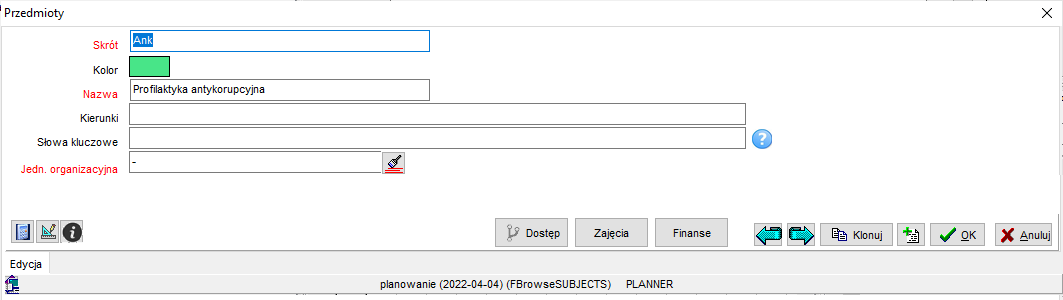 Przedmioty
Skrót Ank
Kolor
Nazwa Profilaktyka antykorupcyjna
Kierunki
Słowa kluczowe ?
Jedn. organizacyjna -
i Dostęp Zajęcia Finanse Klonuj OK Anuluj
Edycja
planowanie (2022-04-04) (FBrowseSUBJECTS) PLANNER